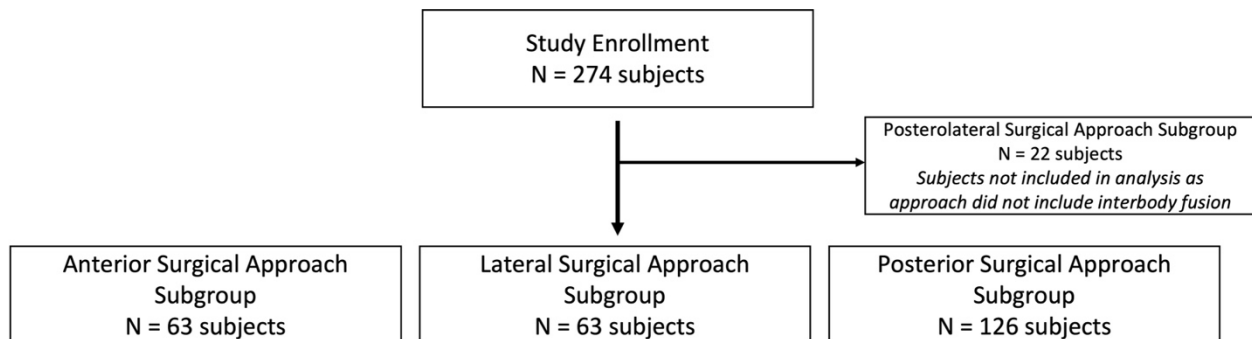 Study Enrollment
N = 274 subjects
Posterolateral Surgical Approach Subgroup
N = 22 subjects
Subjects not included in analysis as
approach did not include interbody fusion
Anterior Surgical Approach
Subgroup
N = 63 subjects
Lateral Surgical Approach
Subgroup
N = 63 subjects
Posterior Surgical Approach
Subgroup
N = 126 subjects